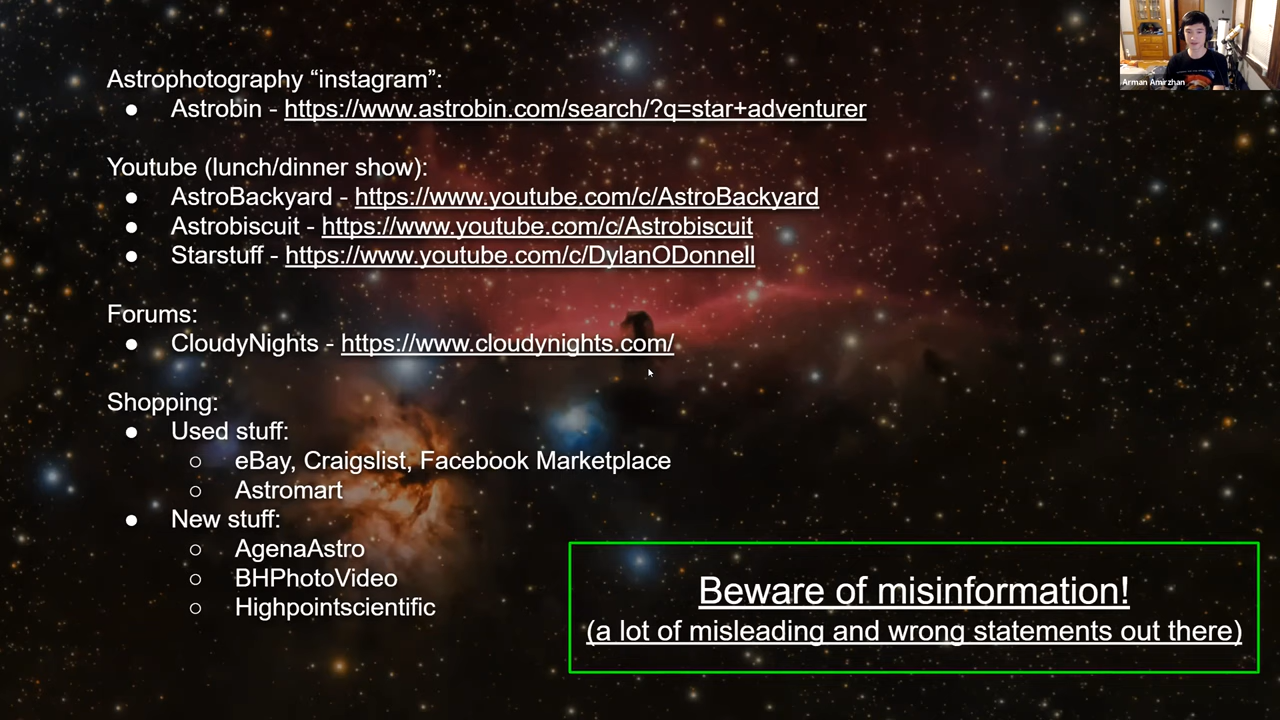 Astrophotography “instagram”:
● Astrobin - https://www.astrobin.com/search/?q=star+adventurer
Youtube (lunch/dinner show):
● AstroBackyard - https://www.youtube.com/c/AstroBackyard
● Astrobiscuit - https://www.youtube.com/c/Astrobiscuit
● Starstuff - https://www.youtube.com/c/DylanODonnell
Forums:
● CloudyNights - https://www.cloudynights.com/
Shopping:
● Used stuff:
○ eBay, Craigslist, Facebook Marketplace
○ Astromart
● New stuff:
○ AgenaAstro
○ BHPhotoVideo
○ Highpointscientific
Beware of misinformation!
(a lot of misleading and wrong statements out there)
Arman Amirzhan